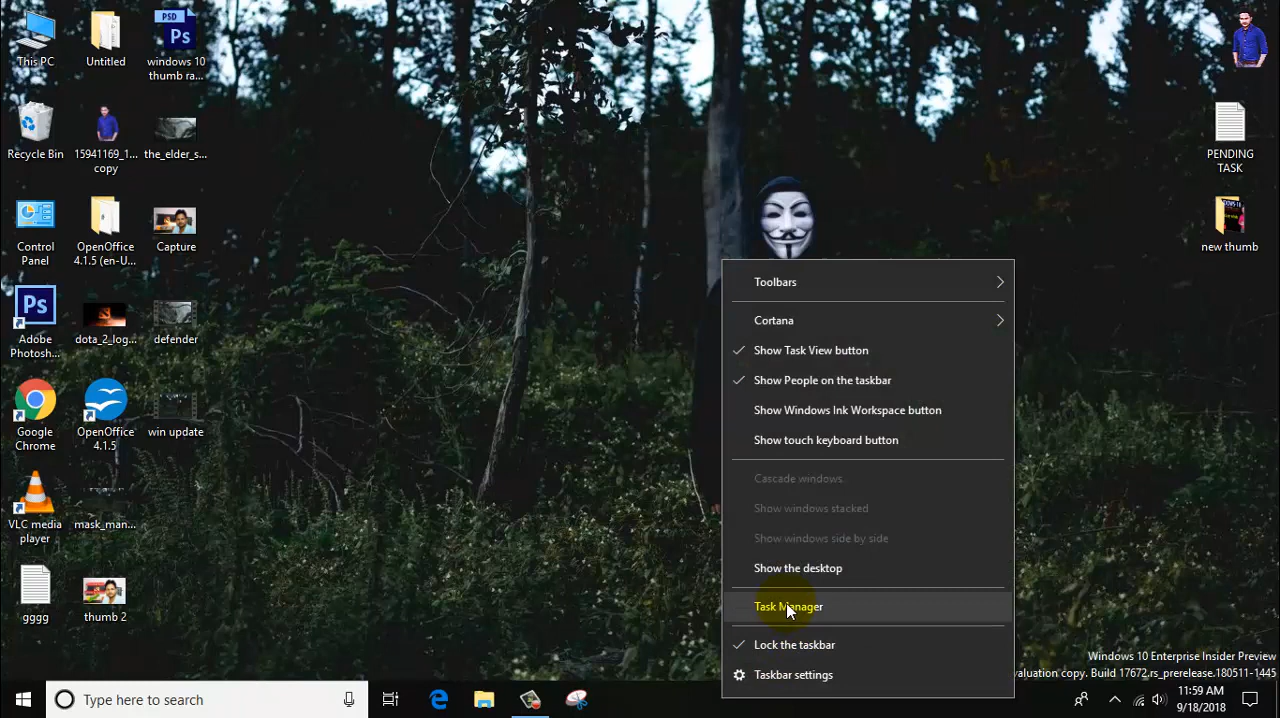 This PC
Untitled
PSD
Ps
windows 10
thumb ra...
Recycle Bin
15941169_1...
copy
the_elder_s...
Control
Panel
OpenOffice
4.1.5 (en-U...
Capture
Ps
Adobe
Photosh...
dota_2_log...
defender
Google
Chrome
OpenOffice
4.1.5
win update
VLC media
player
mask_man...
gggg
thumb 2
PENDING
TASK
new thumb
Toolbars
Cortana
Show Task View button
Show People on the taskbar
Show Windows Ink Workspace button
Show touch keyboard button
Cascade windows
Show windows stacked
Show windows side by side
Show the desktop
Task Manager
Lock the taskbar
Taskbar settings
Windows 10 Enterprise Insider Preview
valuation copy. Build 17672.rs_prerelease.180511-1445
Type here to search
11:59 AM
9/18/2018